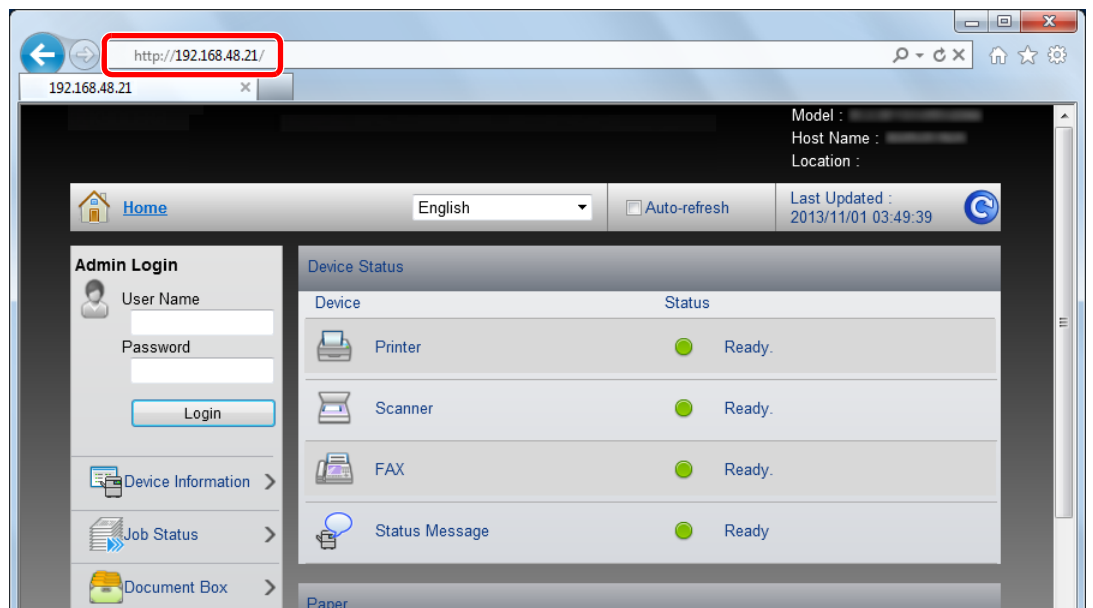 http://192.168.48.21/
192.168.48.21
Model :
Host Name :
Location :
Home
English
Auto-refresh
Last Updated :
2013/11/01 03:49:39
Admin Login
User Name
Password
Login
Device Information
Job Status
Document Box
Device Status
Device Status
Printer Ready.
Scanner Ready.
FAX Ready.
Status Message Ready
Paper